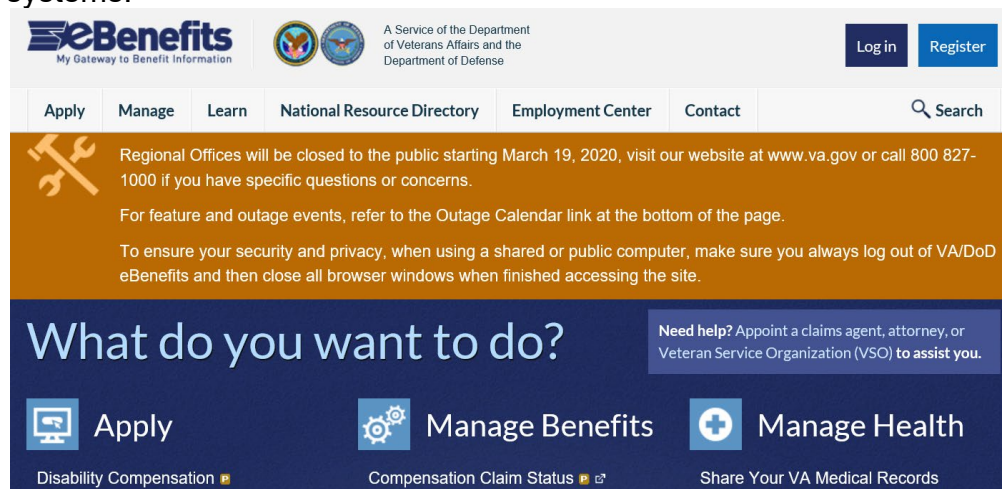 systems.
eBenefits
My Gateway to Benefit Information
A Service of the Department
of Veterans Affairs and the
Department of Defense
Log in
Register
Apply Manage Learn National Resource Directory Employment Center Contact Search
Regional Offices will be closed to the public starting March 19, 2020, visit our website at www.va.gov or call 800 827-
1000 if you have specific questions or concerns.
For feature and outage events, refer to the Outage Calendar link at the bottom of the page.
To ensure your security and privacy, when using a shared or public computer, make sure you always log out of VA/DoD
eBenefits and then close all browser windows when finished accessing the site.
What do you want to do?
Need help? Appoint a claims agent, attorney, or
Veteran Service Organization (VSO) to assist you.
Apply
Manage Benefits
Manage Health
Disability Compensation P
Compensation Claim Status P
Share Your VA Medical Records